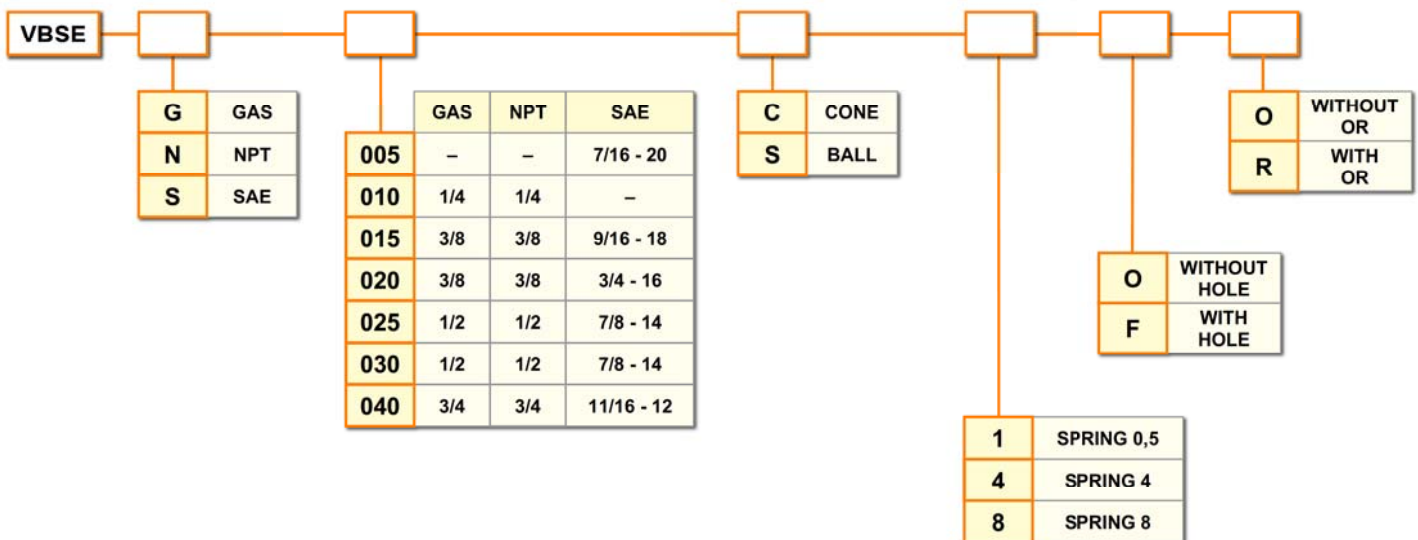 VBSE
G GAS
N NPT
S SAE
GAS NPT SAE
005 – – 7/16 - 20
010 1/4 1/4 –
015 3/8 3/8 9/16 - 18
020 3/8 3/8 3/4 - 16
025 1/2 1/2 7/8 - 14
030 1/2 1/2 7/8 - 14
040 3/4 3/4 11/16 - 12
C CONE
S BALL
1 SPRING 0,5
4 SPRING 4
8 SPRING 8
O WITHOUT
HOLE
F WITH
HOLE
O WITHOUT
OR
R WITH
OR